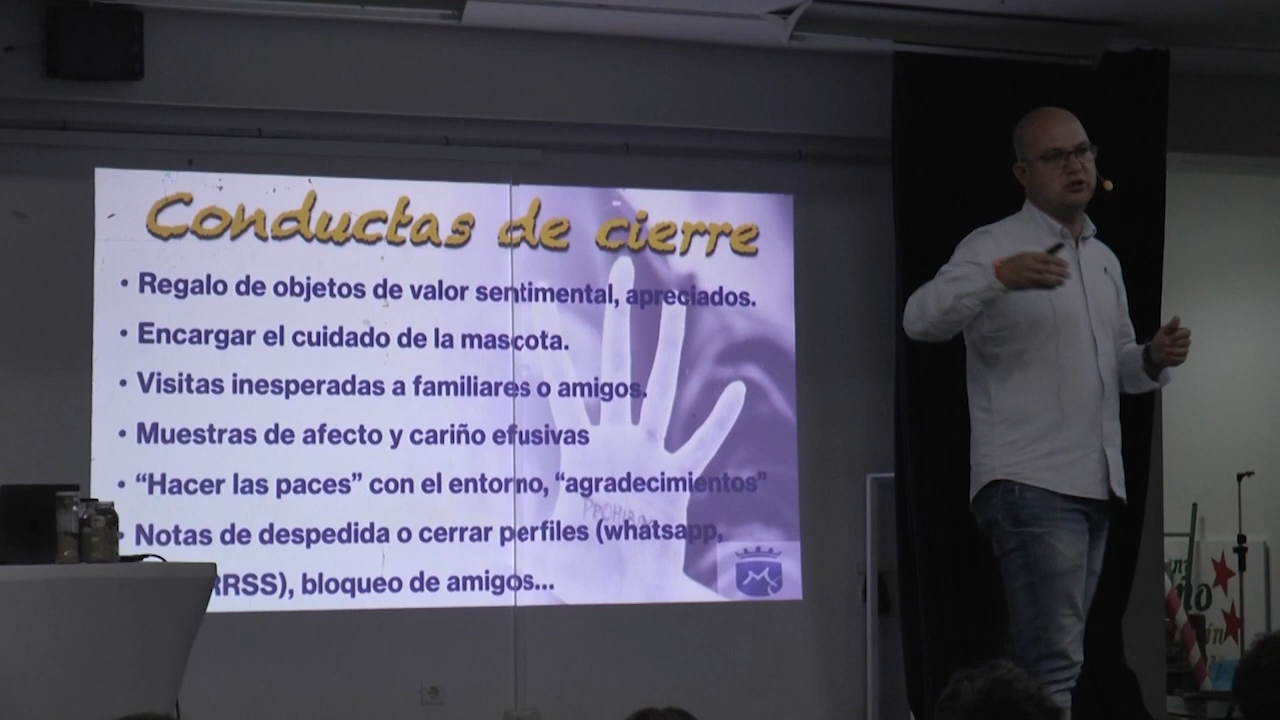 Conductas de cierre
• Regalo de objetos de valor sentimental, apreciados.
• Encargar el cuidado de la mascota.
• Visitas inesperadas a familiares o amigos.
• Muestras de afecto y cariño efusivas
• “Hacer las paces” con el entorno, “agradecimientos”
• Notas de despedida o cerrar perfiles (whatsapp,
RRSS), bloqueo de amigos...
M